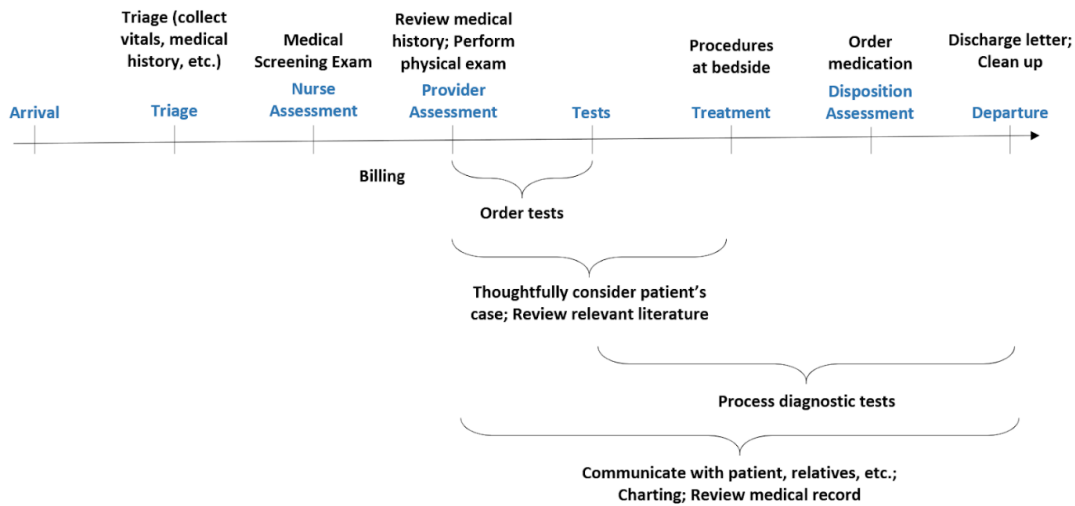 Triage (collect
vitals, medical
history, etc.)
Medical
Screening Exam
Review medical
history; Perform
physical exam
Procedures
at bedside
Order
medication
Discharge letter;
Clean up
Arrival
Triage
Nurse
Assessment
Provider
Assessment
Tests
Treatment
Disposition
Assessment
Departure
Billing
Order tests
Thoughtfully consider patient's
case; Review relevant literature
Process diagnostic tests
Communicate with patient, relatives, etc.;
Charting; Review medical record